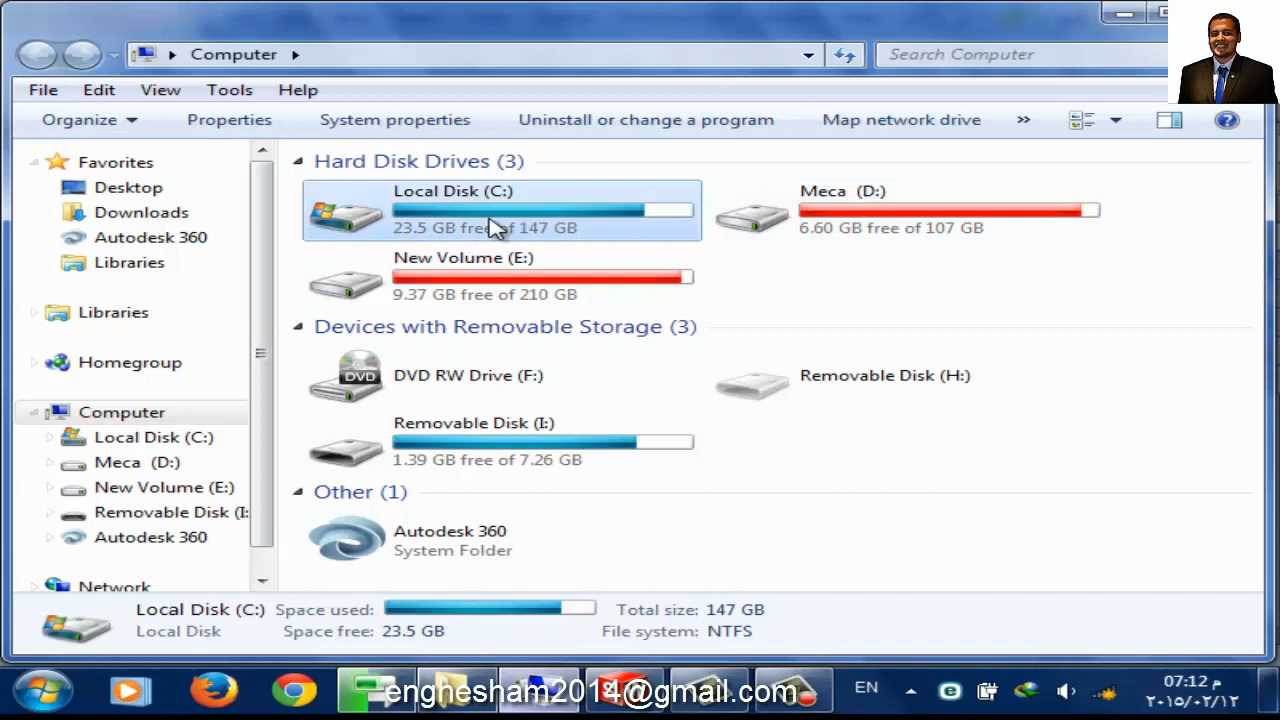 Computer
Search Computer
File Edit View Tools Help
Organize Properties System properties Uninstall or change a program Map network drive »
Favorites
Desktop
Downloads
Autodesk 360
Libraries
Libraries
Homegroup
Computer
Local Disk (C:)
Meca (D:)
New Volume (E:)
Removable Disk (I:
Autodesk 360
Network
Hard Disk Drives (3)
Local Disk (C:)
23.5 GB free of 147 GB
Meca (D:)
6.60 GB free of 107 GB
New Volume (E:)
9.37 GB free of 210 GB
Devices with Removable Storage (3)
DVD
DVD RW Drive (F:)
Removable Disk (H:)
Removable Disk (I:)
1.39 GB free of 7.26 GB
Other (1)
Autodesk 360
System Folder
Local Disk (C:) Space used: Total size: 147 GB
Local Disk Space free: 23.5 GB File system: NTFS
enghesham2014@gmail.com
EN
07:12 م
٢٠١٥/٠٢/١٢